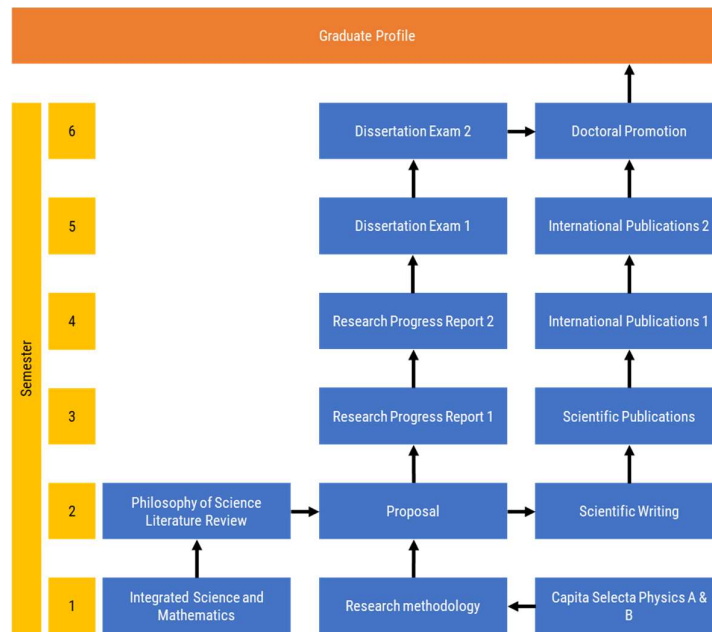 Graduate Profile
Semester
6
Dissertation Exam 2
Doctoral Promotion
5
Dissertation Exam 1
International Publications 2
4
Research Progress Report 2
International Publications 1
3
Research Progress Report 1
Scientific Publications
2
Philosophy of Science
Literature Review
Proposal
Scientific Writing
1
Integrated Science and
Mathematics
Research methodology
Capita Selecta Physics A &
B